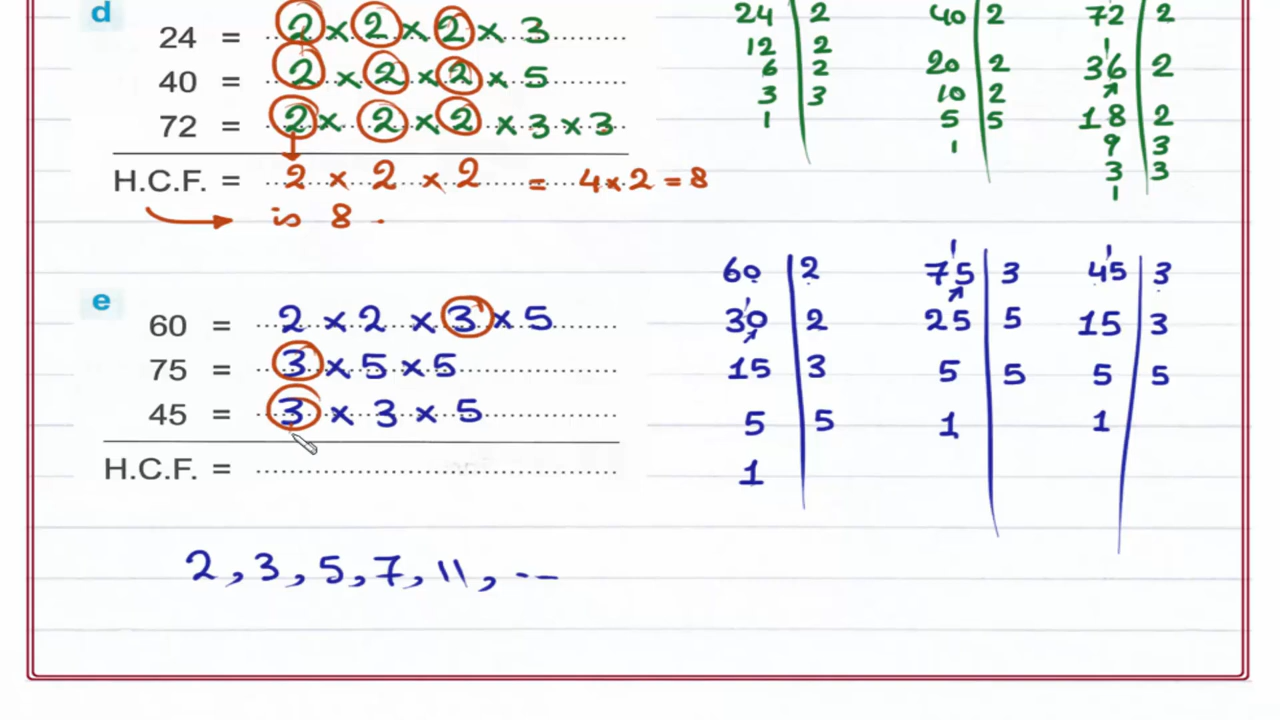 d
24 = 2 × 2 × 2 × 3
40 = 2 × 2 × 2 × 5
72 = 2 × 2 × 2 × 3 × 3
H.C.F. = 2 × 2 × 2 = 4 × 2 = 8
is 8 .
24 | 2
12 | 2
6 | 2
3 | 3
1
40 | 2
20 | 2
10 | 2
5 | 5
1
72 | 2
36 | 2
18 | 2
9 | 3
3 | 3
1
e
60 = 2 × 2 × 3 × 5
75 = 3 × 5 × 5
45 = 3 × 3 × 5
H.C.F. =
60 | 2
30 | 2
15 | 3
5 | 5
1
75 | 3
25 | 5
5 | 5
1
45 | 3
15 | 3
5 | 5
1
2 , 3 , 5 , 7 , 11 , ---